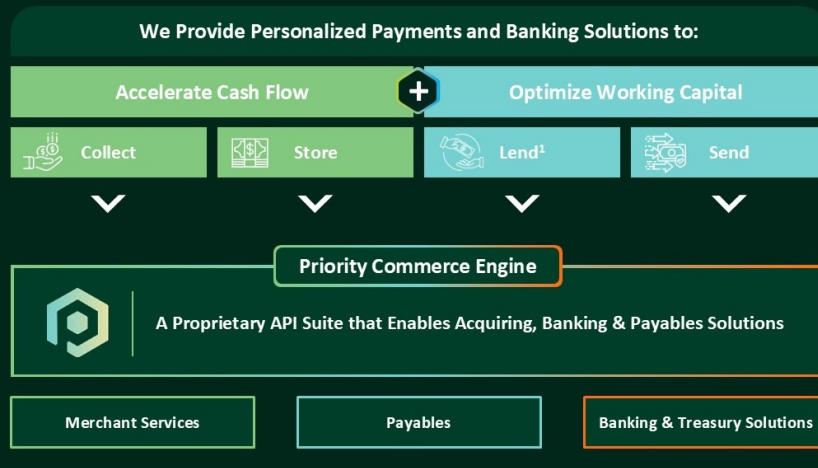 We Provide Personalized Payments and Banking Solutions to:
Accelerate Cash Flow
Optimize Working Capital
Collect
Store
Lend¹
Send
Priority Commerce Engine
A Proprietary API Suite that Enables Acquiring, Banking & Payables Solutions
Merchant Services
Payables
Banking & Treasury Solutions